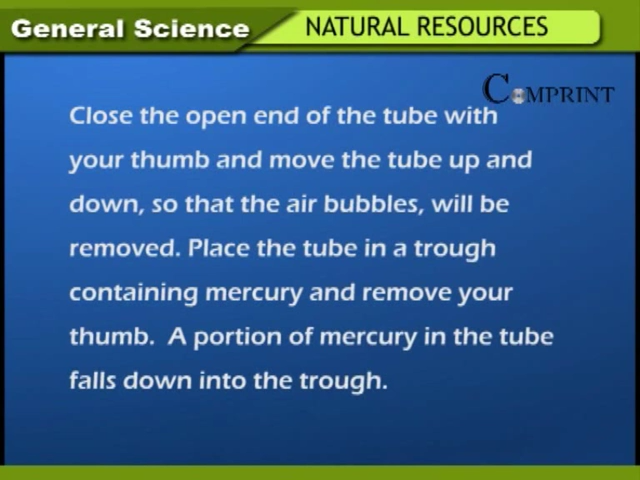 General Science
NATURAL RESOURCES
COMPRINT
Close the open end of the tube with
your thumb and move the tube up and
down, so that the air bubbles, will be
removed. Place the tube in a trough
containing mercury and remove your
thumb. A portion of mercury in the tube
falls down into the trough.